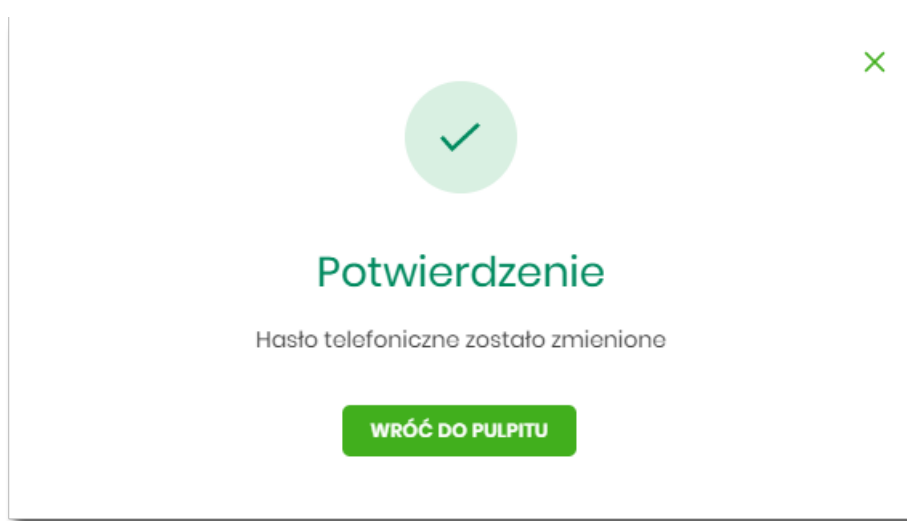 Potwierdzenie
Hasło telefoniczne zostało zmienione
WRÓĆ DO PULPITU